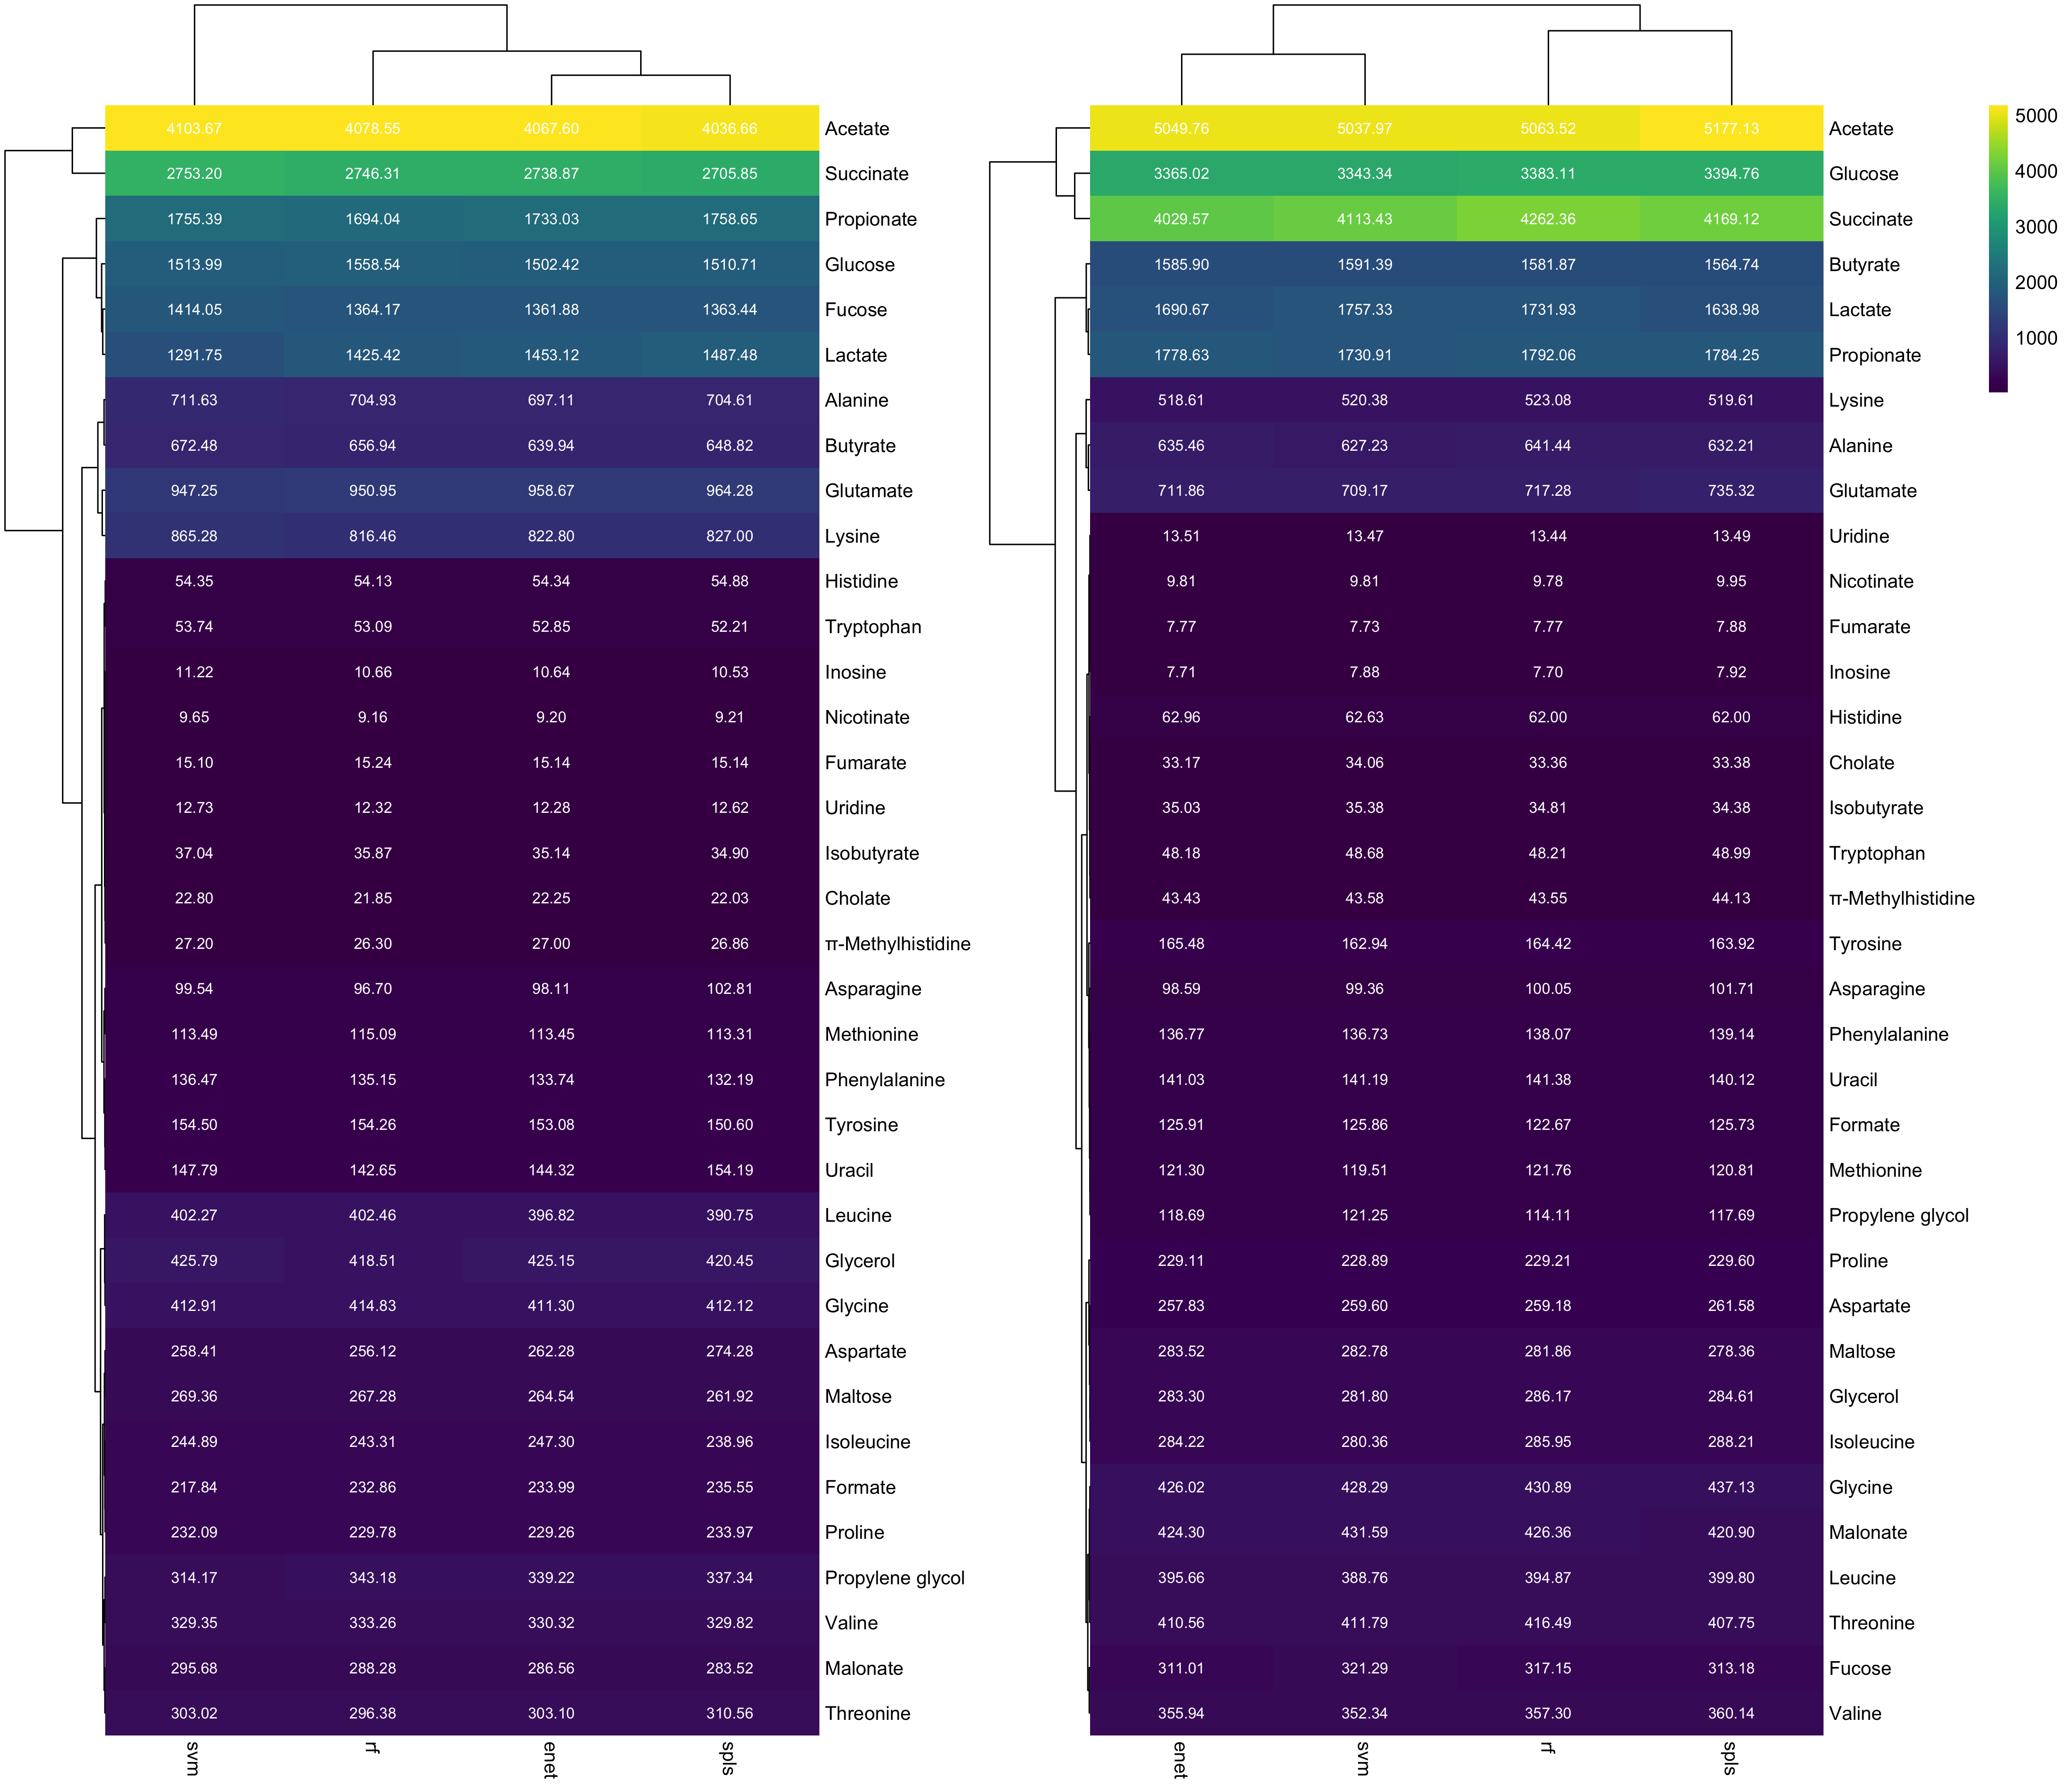 4103.67 4078.55 4067.60 4036.66 Acetate
2753.20 2746.31 2738.87 2705.85 Succinate
1755.39 1694.04 1733.03 1758.65 Propionate
1513.99 1558.54 1502.42 1510.71 Glucose
1414.05 1364.17 1361.88 1363.44 Fucose
1291.75 1425.42 1453.12 1487.48 Lactate
711.63 704.93 697.11 704.61 Alanine
672.48 656.94 639.94 648.82 Butyrate
947.25 950.95 958.67 964.28 Glutamate
865.28 816.46 822.80 827.00 Lysine
54.35 54.13 54.34 54.88 Histidine
53.74 53.09 52.85 52.21 Tryptophan
11.22 10.66 10.64 10.53 Inosine
9.65 9.16 9.20 9.21 Nicotinate
15.10 15.24 15.14 15.14 Fumarate
12.73 12.32 12.28 12.62 Uridine
37.04 35.87 35.14 34.90 Isobutyrate
22.80 21.85 22.25 22.03 Cholate
27.20 26.30 27.00 26.86 π-Methylhistidine
99.54 96.70 98.11 102.81 Asparagine
113.49 115.09 113.45 113.31 Methionine
136.47 135.15 133.74 132.19 Phenylalanine
154.50 154.26 153.08 150.60 Tyrosine
147.79 142.65 144.32 154.19 Uracil
402.27 402.46 396.82 390.75 Leucine
425.79 418.51 425.15 420.45 Glycerol
412.91 414.83 411.30 412.12 Glycine
258.41 256.12 262.28 274.28 Aspartate
269.36 267.28 264.54 261.92 Maltose
244.89 243.31 247.30 238.96 Isoleucine
217.84 232.86 233.99 235.55 Formate
232.09 229.78 229.26 233.97 Proline
314.17 343.18 339.22 337.34 Propylene glycol
329.35 333.26 330.32 329.82 Valine
295.68 288.28 286.56 283.52 Malonate
303.02 296.38 303.10 310.56 Threonine
svm rf enet spls
5049.76 5037.97 5063.52 5177.13 Acetate
3365.02 3343.34 3383.11 3394.76 Glucose
4029.57 4113.43 4262.36 4169.12 Succinate
1585.90 1591.39 1581.87 1564.74 Butyrate
1690.67 1757.33 1731.93 1638.98 Lactate
1778.63 1730.91 1792.06 1784.25 Propionate
518.61 520.38 523.08 519.61 Lysine
635.46 627.23 641.44 632.21 Alanine
711.86 709.17 717.28 735.32 Glutamate
13.51 13.47 13.44 13.49 Uridine
9.81 9.81 9.78 9.95 Nicotinate
7.77 7.73 7.77 7.88 Fumarate
7.71 7.88 7.70 7.92 Inosine
62.96 62.63 62.00 62.00 Histidine
33.17 34.06 33.36 33.38 Cholate
35.03 35.38 34.81 34.38 Isobutyrate
48.18 48.68 48.21 48.99 Tryptophan
43.43 43.58 43.55 44.13 π-Methylhistidine
165.48 162.94 164.42 163.92 Tyrosine
98.59 99.36 100.05 101.71 Asparagine
136.77 136.73 138.07 139.14 Phenylalanine
141.03 141.19 141.38 140.12 Uracil
125.91 125.86 122.67 125.73 Formate
121.30 119.51 121.76 120.81 Methionine
118.69 121.25 114.11 117.69 Propylene glycol
229.11 228.89 229.21 229.60 Proline
257.83 259.60 259.18 261.58 Aspartate
283.52 282.78 281.86 278.36 Maltose
283.30 281.80 286.17 284.61 Glycerol
284.22 280.36 285.95 288.21 Isoleucine
426.02 428.29 430.89 437.13 Glycine
424.30 431.59 426.36 420.90 Malonate
395.66 388.76 394.87 399.80 Leucine
410.56 411.79 416.49 407.75 Threonine
311.01 321.29 317.15 313.18 Fucose
355.94 352.34 357.30 360.14 Valine
enet svm rf spls
5000
4000
3000
2000
1000